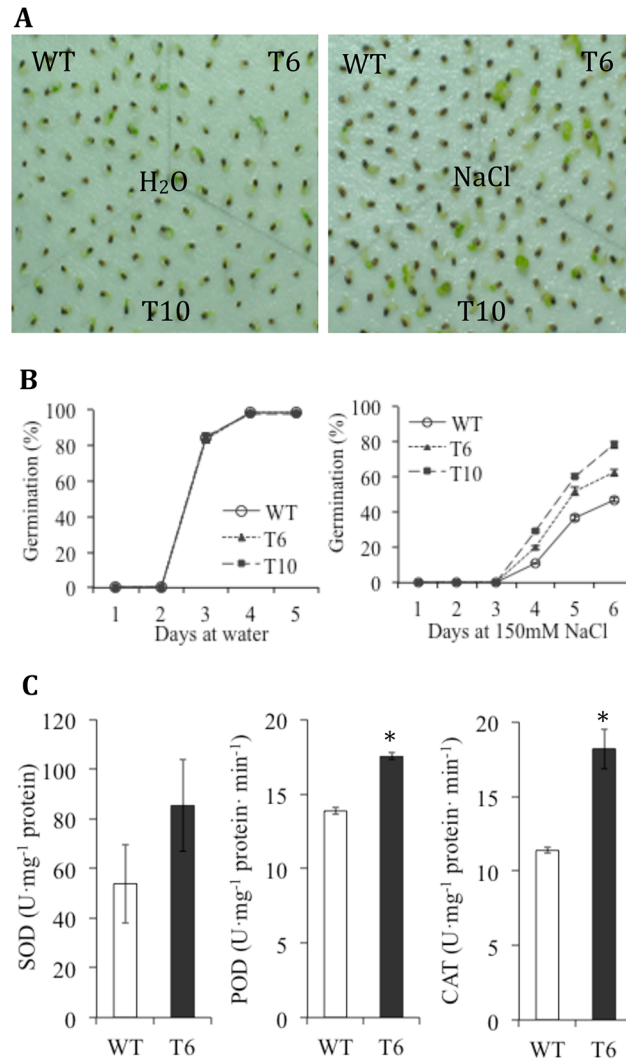 A
WT T6 WT T6
H₂O NaCl
T10 T10
B
Germination (%)
100
80
60
40
20
0
WT
T6
T10
1 2 3 4 5
Days at water
Germination (%)
100
80
60
40
20
0
WT
T6
T10
1 2 3 4 5 6
Days at 150mM NaCl
C
SOD (U·mg⁻¹ protein)
120
100
80
60
40
20
0
WT T6
POD (U·mg⁻¹ protein· min⁻¹)
20
15
10
5
0
*
WT T6
CAT (U·mg⁻¹ protein· min⁻¹)
20
15
10
5
0
*
WT T6